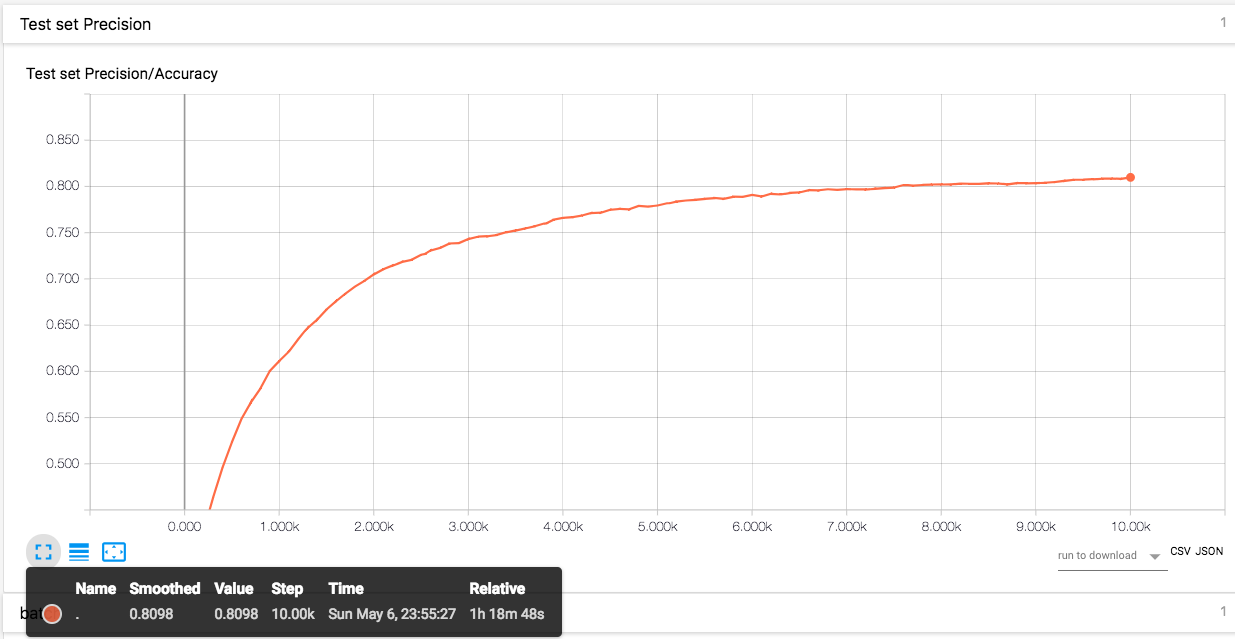 Test set Precision 1
Test set Precision/Accuracy
0.850
0.800
0.750
0.700
0.650
0.600
0.550
0.500
0.000 1.000k 2.000k 3.000k 4.000k 5.000k 6.000k 7.000k 8.000k 9.000k 10.00k
run to download CSV JSON
Name Smoothed Value Step Time Relative
. 0.8098 0.8098 10.00k Sun May 6, 23:55:27 1h 18m 48s
1